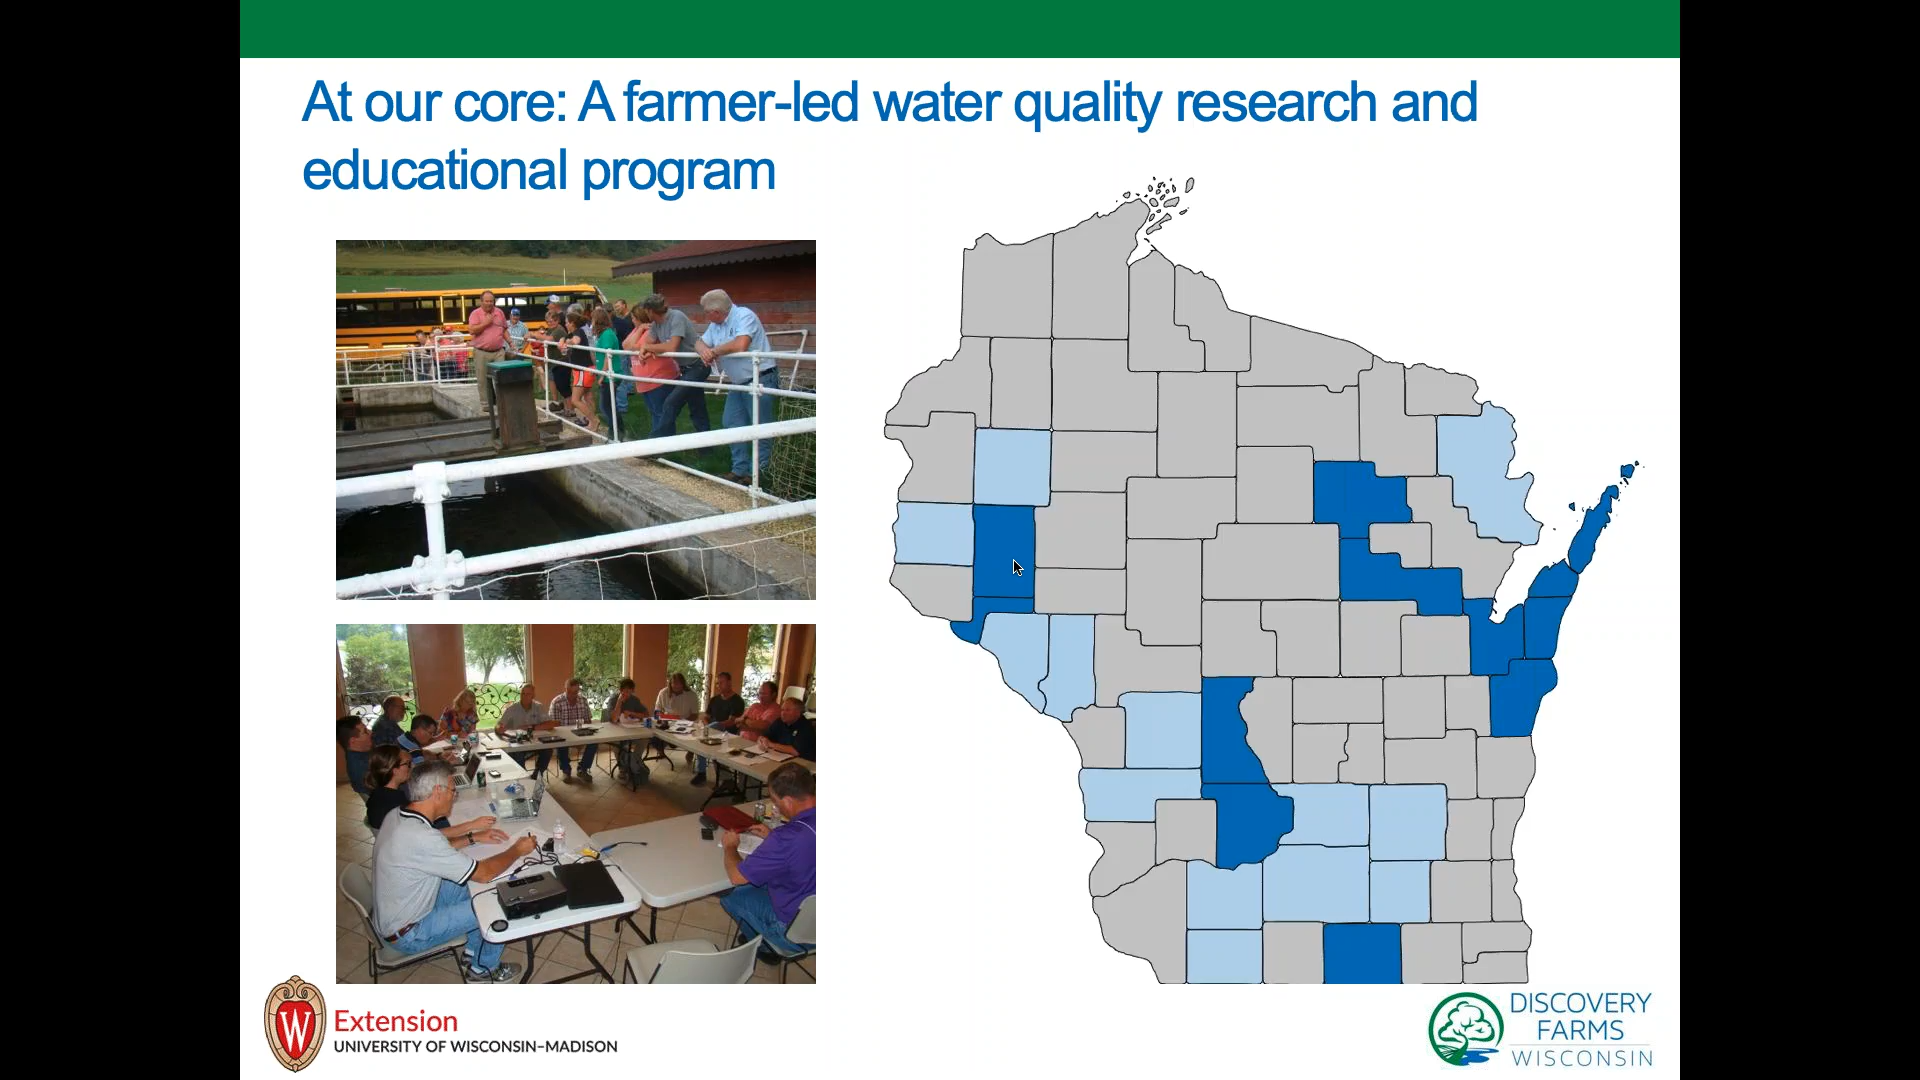 At our core: A farmer-led water quality research and
educational program
W
Extension
UNIVERSITY OF WISCONSIN–MADISON
DISCOVERY
FARMS
WISCONSIN